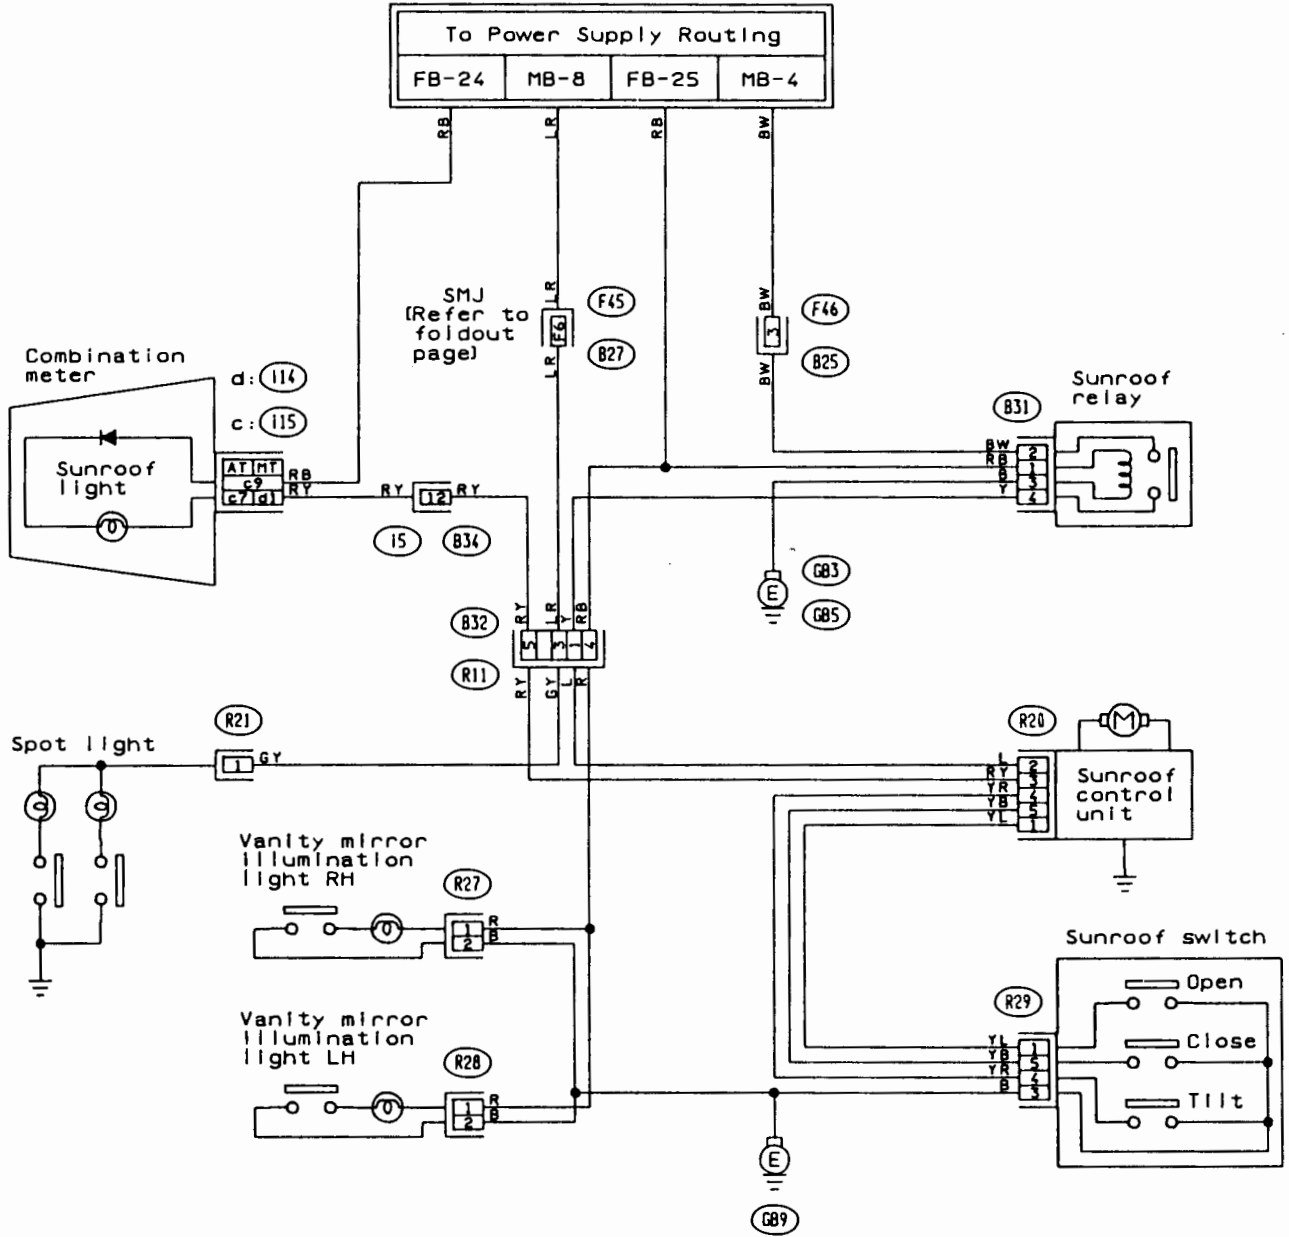 To Power Supply Routing
FB-24 MB-8 FB-25 MB-4
RB LR RB BW
LR BW
SMJ
[Refer to
foldout
page]
F6
F45
B27
LR
3
F46
B25
BW
Combination
meter
d: i14
c: i15
Sunroof
light
AT MT
c9
c7 d1
RB
RY
RY 12 RY
i5 B34
Sunroof
relay
B31
BW 2
RB 1
B 3
Y 4
E
GB3
GB5
RY LR Y RB
B32
5 3 1 4
R11
RY GY L R
Spot light
R21
1 GY
R20
M
L 2
RY 3
YR 4
YB 5
YL 1
Sunroof
control
unit
Vanity mirror
illumination
light RH
R27
1 R
2 B
Vanity mirror
illumination
light LH
R28
1 R
2 B
Sunroof switch
R29
Open
Close
Tilt
YL 1
YB 5
YR 4
B 3
E
GB9